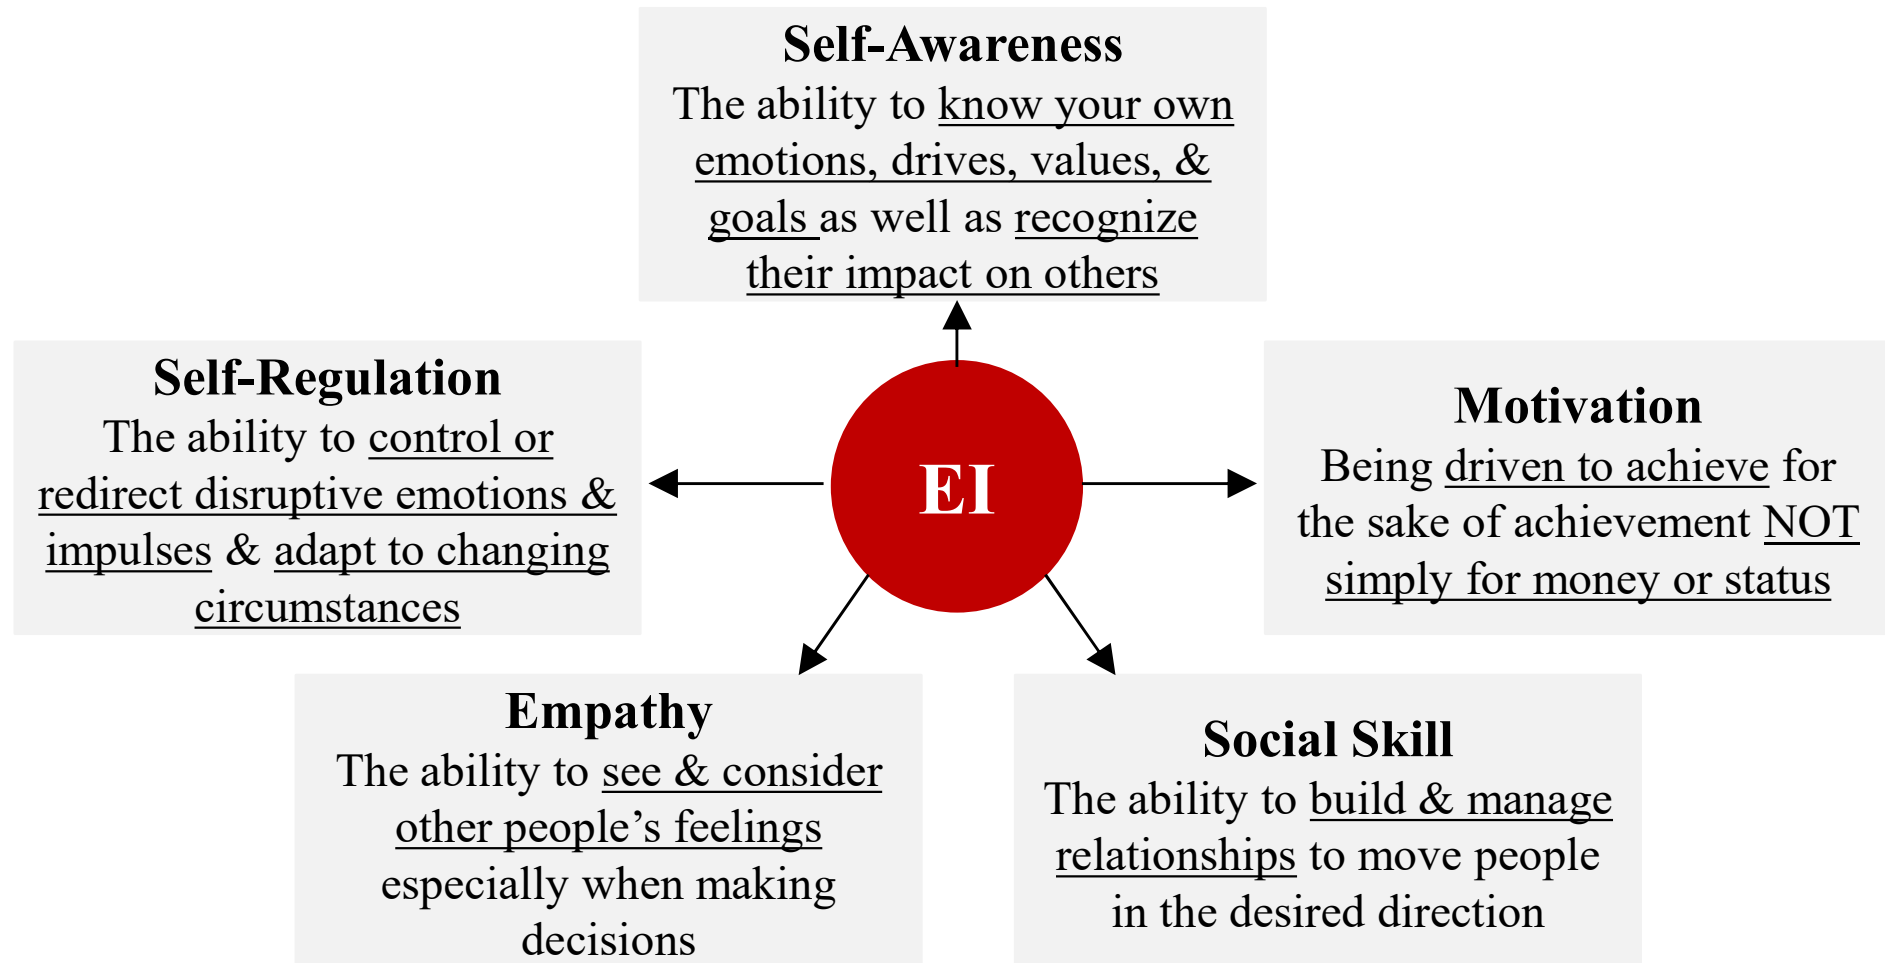 Self-Awareness
The ability to know your own
emotions, drives, values, &
goals as well as recognize
their impact on others
Self-Regulation
The ability to control or
redirect disruptive emotions &
impulses & adapt to changing
circumstances
EI
Motivation
Being driven to achieve for
the sake of achievement NOT
simply for money or status
Empathy
The ability to see & consider
other people’s feelings
especially when making
decisions
Social Skill
The ability to build & manage
relationships to move people
in the desired direction